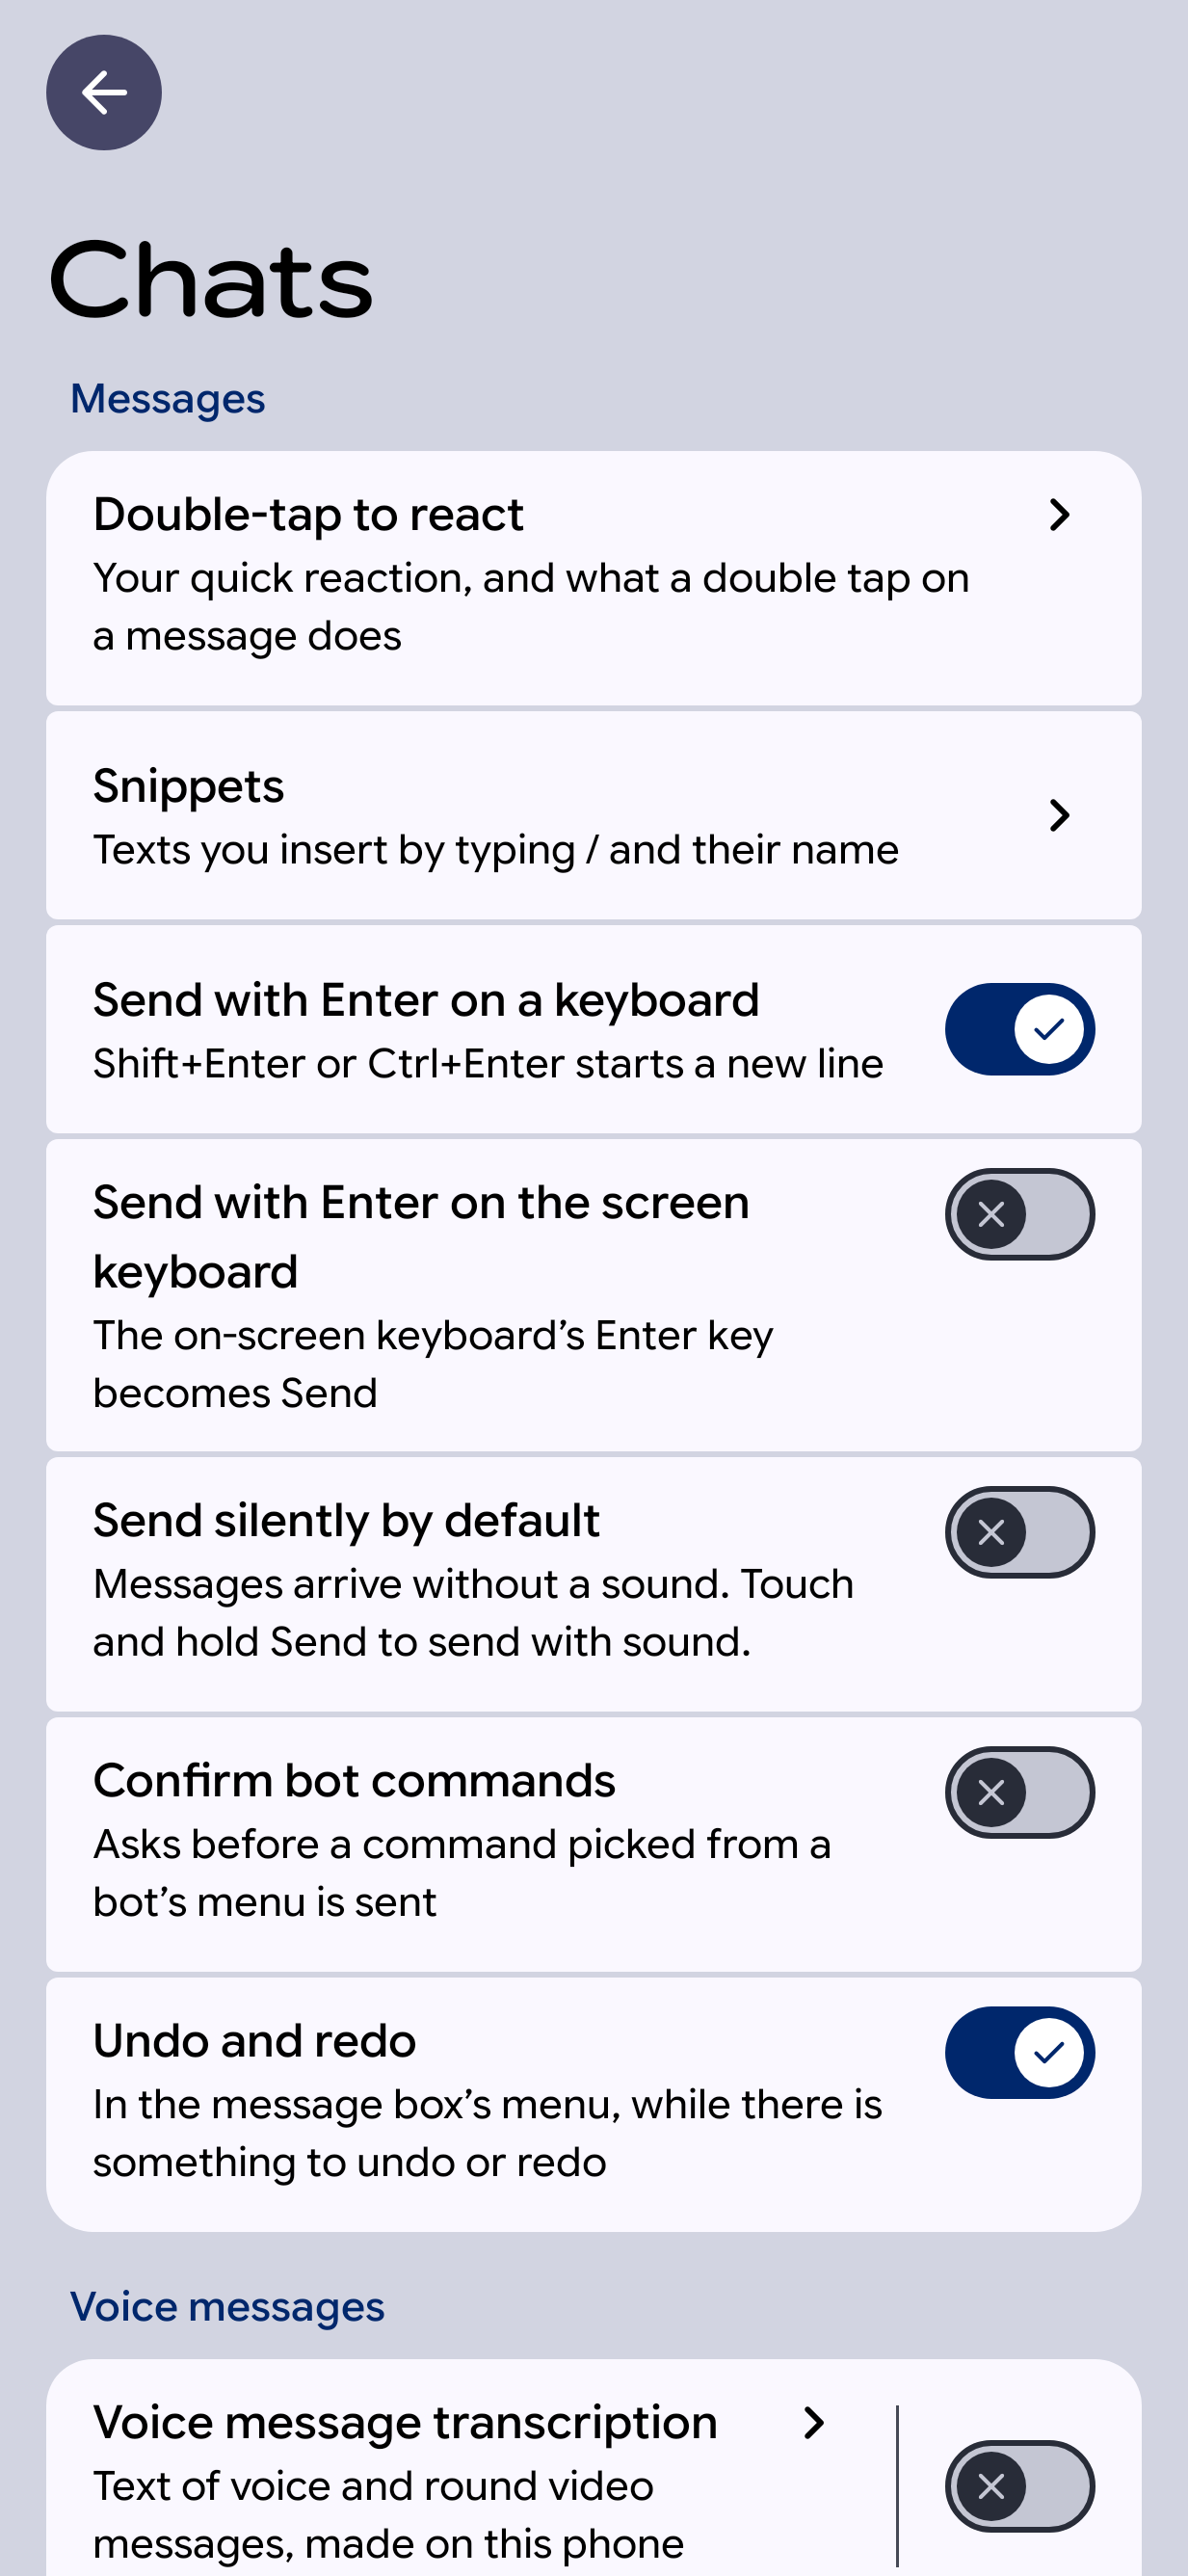 Chats
Messages
Double-tap to react
Your quick reaction, and what a double tap on
a message does
Snippets
Texts you insert by typing / and their name
Send with Enter on a keyboard
Shift+Enter or Ctrl+Enter starts a new line
Send with Enter on the screen
keyboard
The on-screen keyboard’s Enter key
becomes Send
Send silently by default
Messages arrive without a sound. Touch
and hold Send to send with sound.
Confirm bot commands
Asks before a command picked from a
bot’s menu is sent
Undo and redo
In the message box’s menu, while there is
something to undo or redo
Voice messages
Voice message transcription
Text of voice and round video
messages, made on this phone